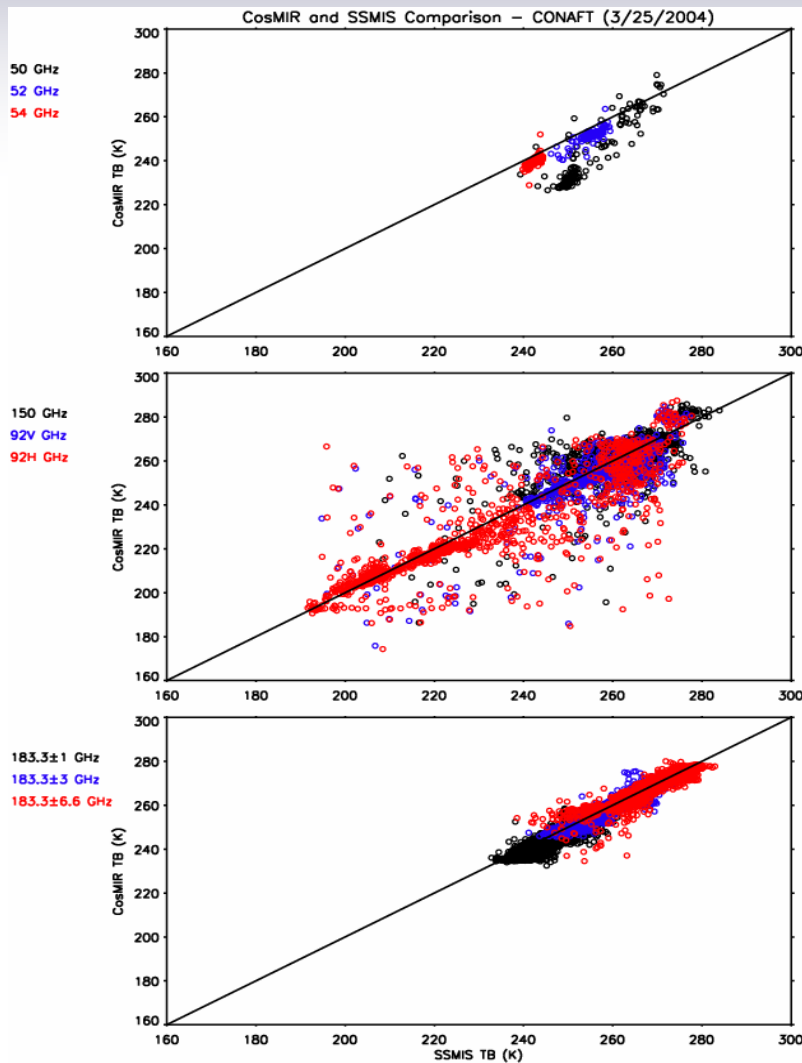 CosMIR and SSMIS Comparison – CONAFT (3/25/2004)
50 GHz
52 GHz
54 GHz
CosMIR TB (K)
300
280
260
240
220
200
180
160
160 200 220 240 260 280 300
150 GHz
92V GHz
92H GHz
CosMIR TB (K)
300
280
260
240
220
200
180
160
160 200 220 240 260 280 300
183.3±1 GHz
183.3±3 GHz
183.3±6.6 GHz
CosMIR TB (K)
300
280
260
240
220
200
180
160
160 200 220 240 260 280 300
SSMIS TB (K)